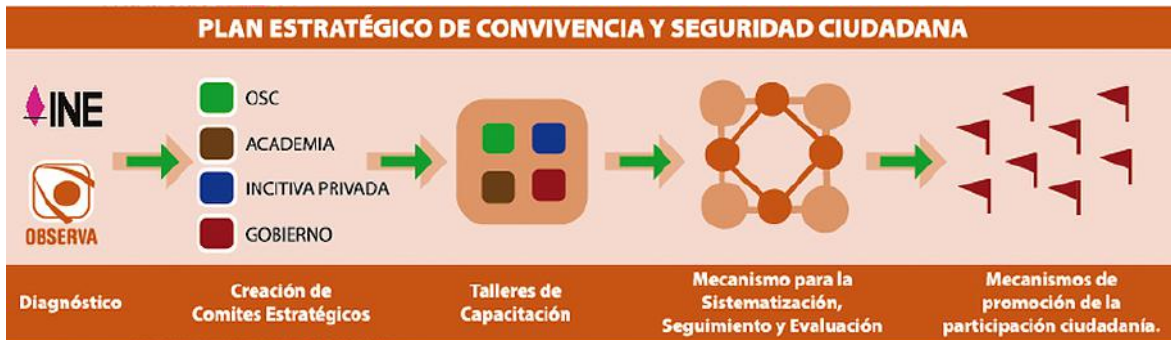 PLAN ESTRATÉGICO DE CONVIVENCIA Y SEGURIDAD CIUDADANA
INE
OBSERVA
OSC
ACADEMIA
INCITIVA PRIVADA
GOBIERNO
Diagnóstico
Creación de
Comites Estratégicos
Talleres de
Capacitación
Mecanismo para la
Sistematización,
Seguimiento y Evaluación
Mecanismos de
promoción de la
participación ciudadanía.